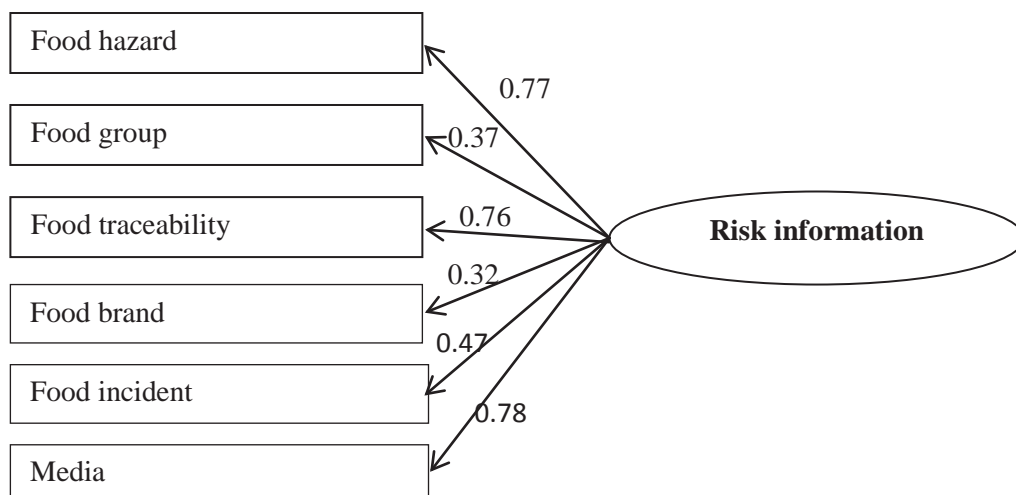 Food hazard
0.77
Food group
0.37
Food traceability
0.76
Risk information
0.32
Food brand
0.47
Food incident
0.78
Media